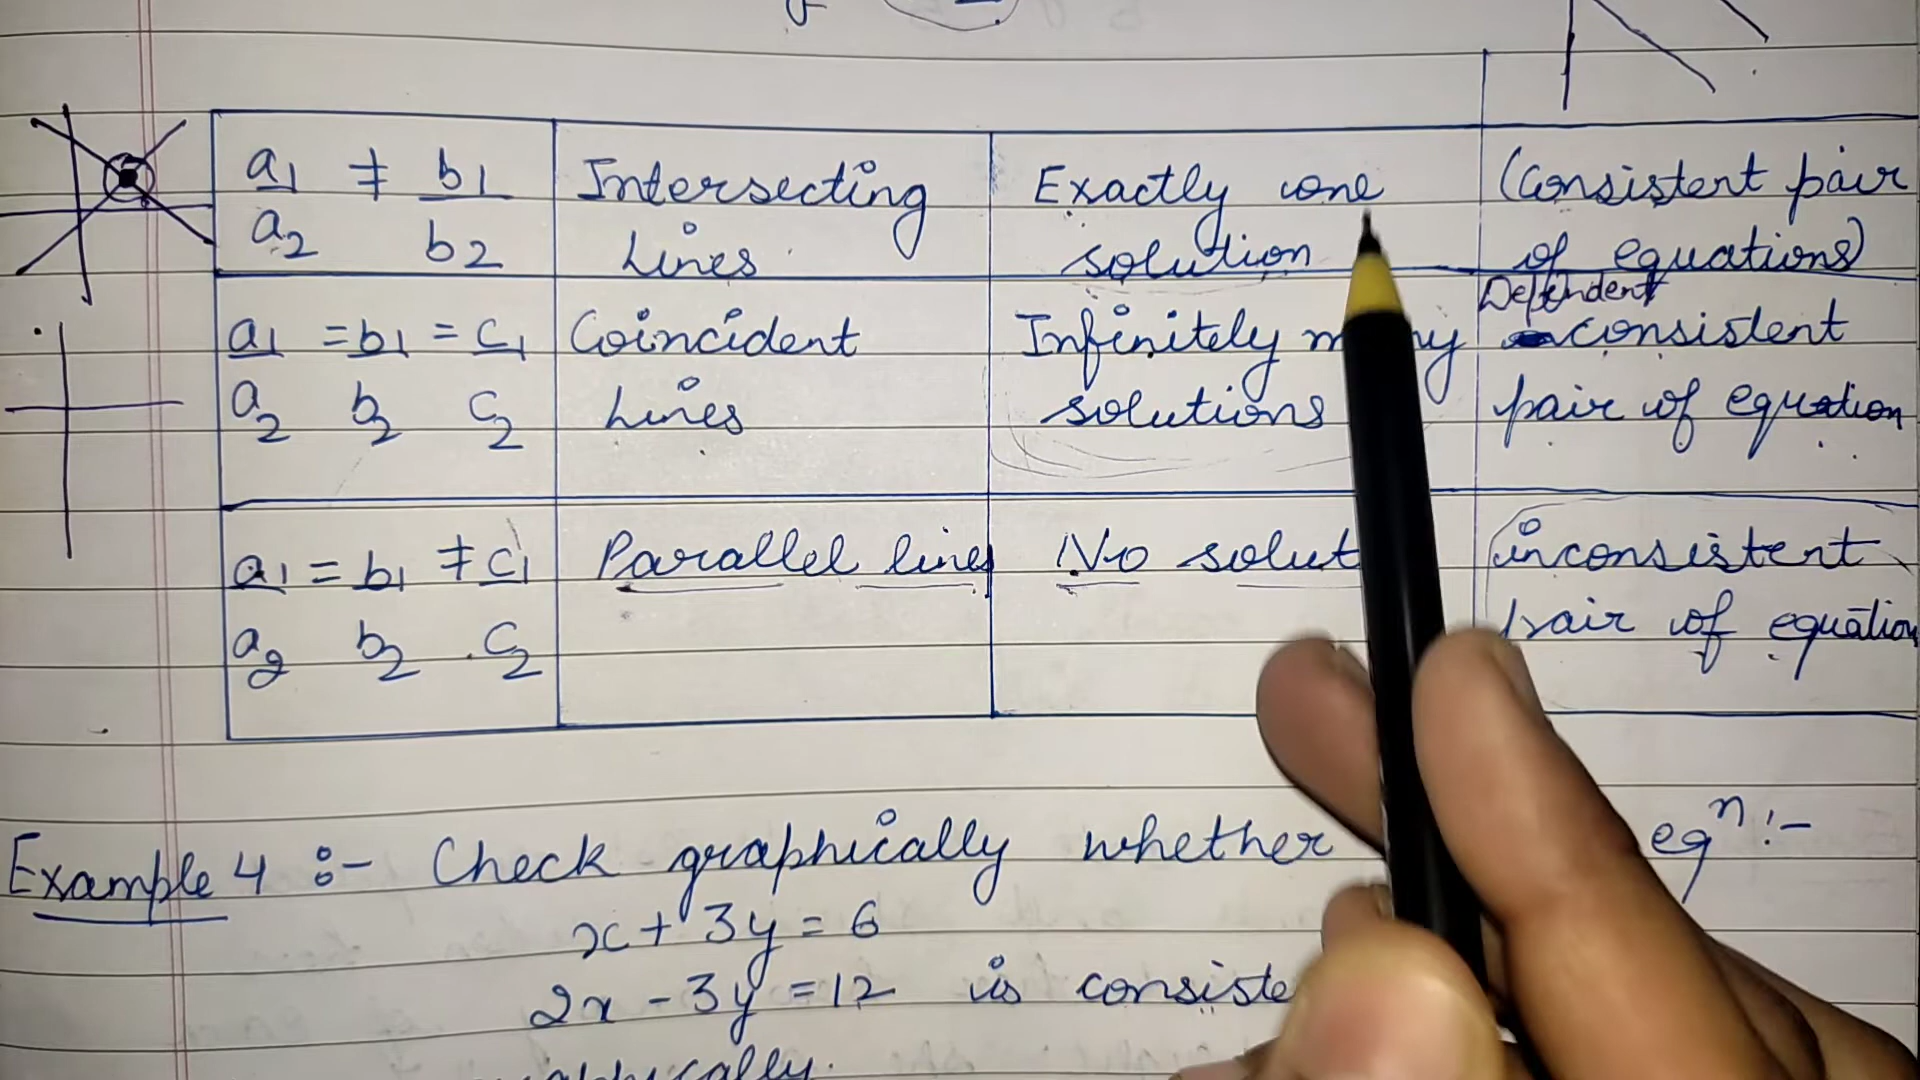 a1 ≠ b1 Intersecting Exactly one (Consistent pair
a2 b2 Lines solution of equations)
Dependent
a1 = b1 = c1 Coincident Infinitely consistent
a2 b2 c2 Lines solutions pair of equation
a1 = b1 ≠ c1 Parallel lines No inconsistent
a2 b2 c2 pair of equation
Example 4 :- Check graphically whether eqn :-
x + 3y = 6
2x - 3y = 12 is